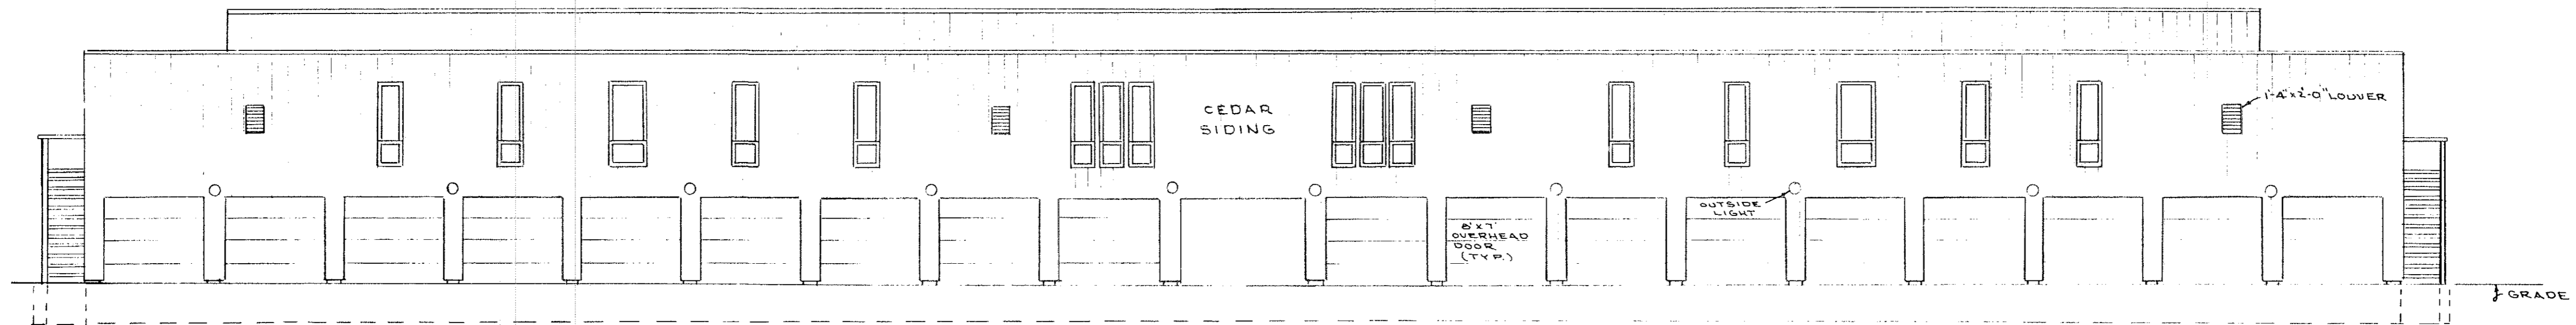 CEDAR
SIDING
1'-4"x2'-0" LOUVER
OUTSIDE
LIGHT
8'x7'
OVERHEAD
DOOR
(TYP.)
GRADE